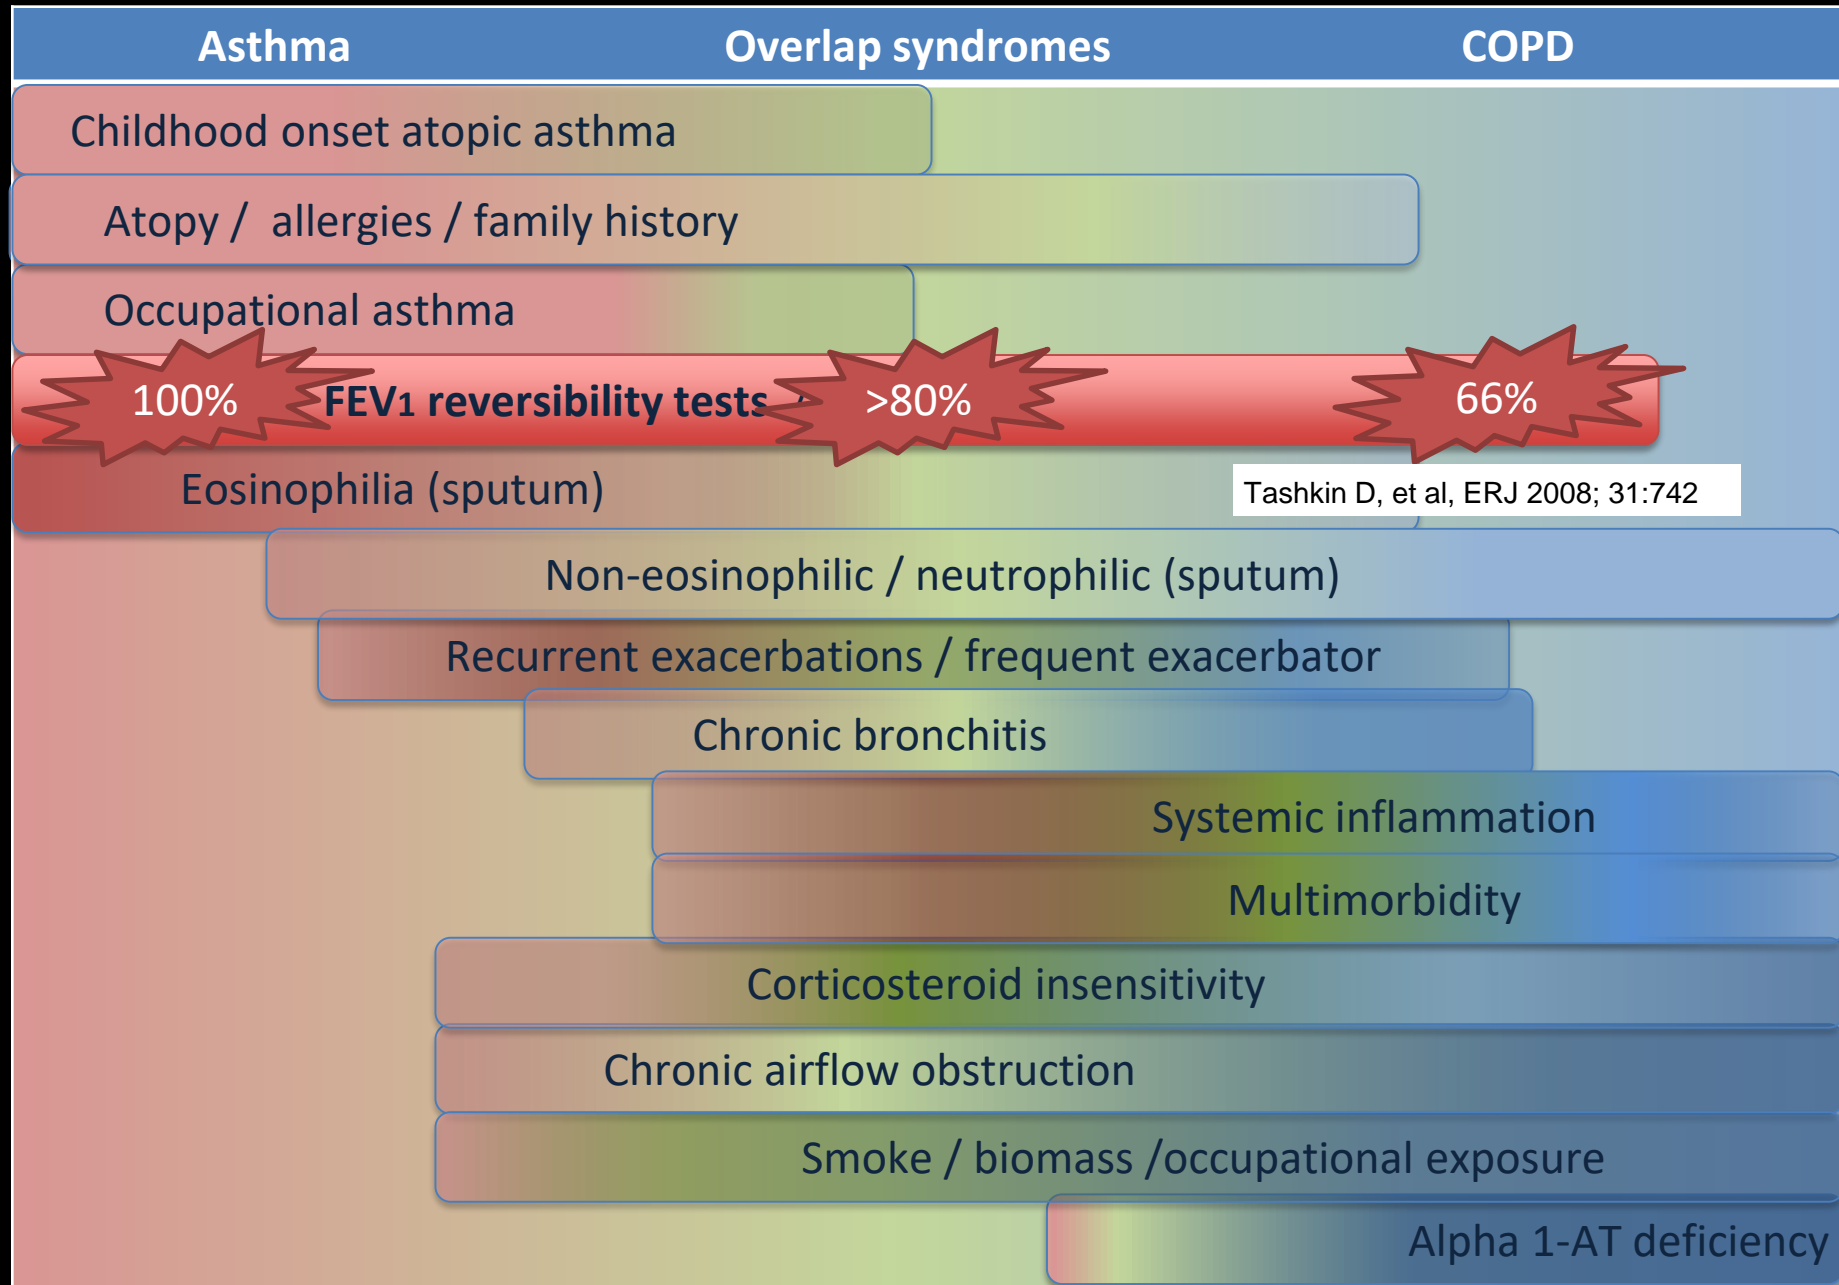 Asthma
Overlap syndromes
COPD
Childhood onset atopic asthma
Atopy / allergies / family history
Occupational asthma
100%
FEV1 reversibility tests /
>80%
66%
Eosinophilia (sputum)
Tashkin D, et al, ERJ 2008; 31:742
Non-eosinophilic / neutrophilic (sputum)
Recurrent exacerbations / frequent exacerbator
Chronic bronchitis
Systemic inflammation
Multimorbidity
Corticosteroid insensitivity
Chronic airflow obstruction
Smoke / biomass /occupational exposure
Alpha 1-AT deficiency